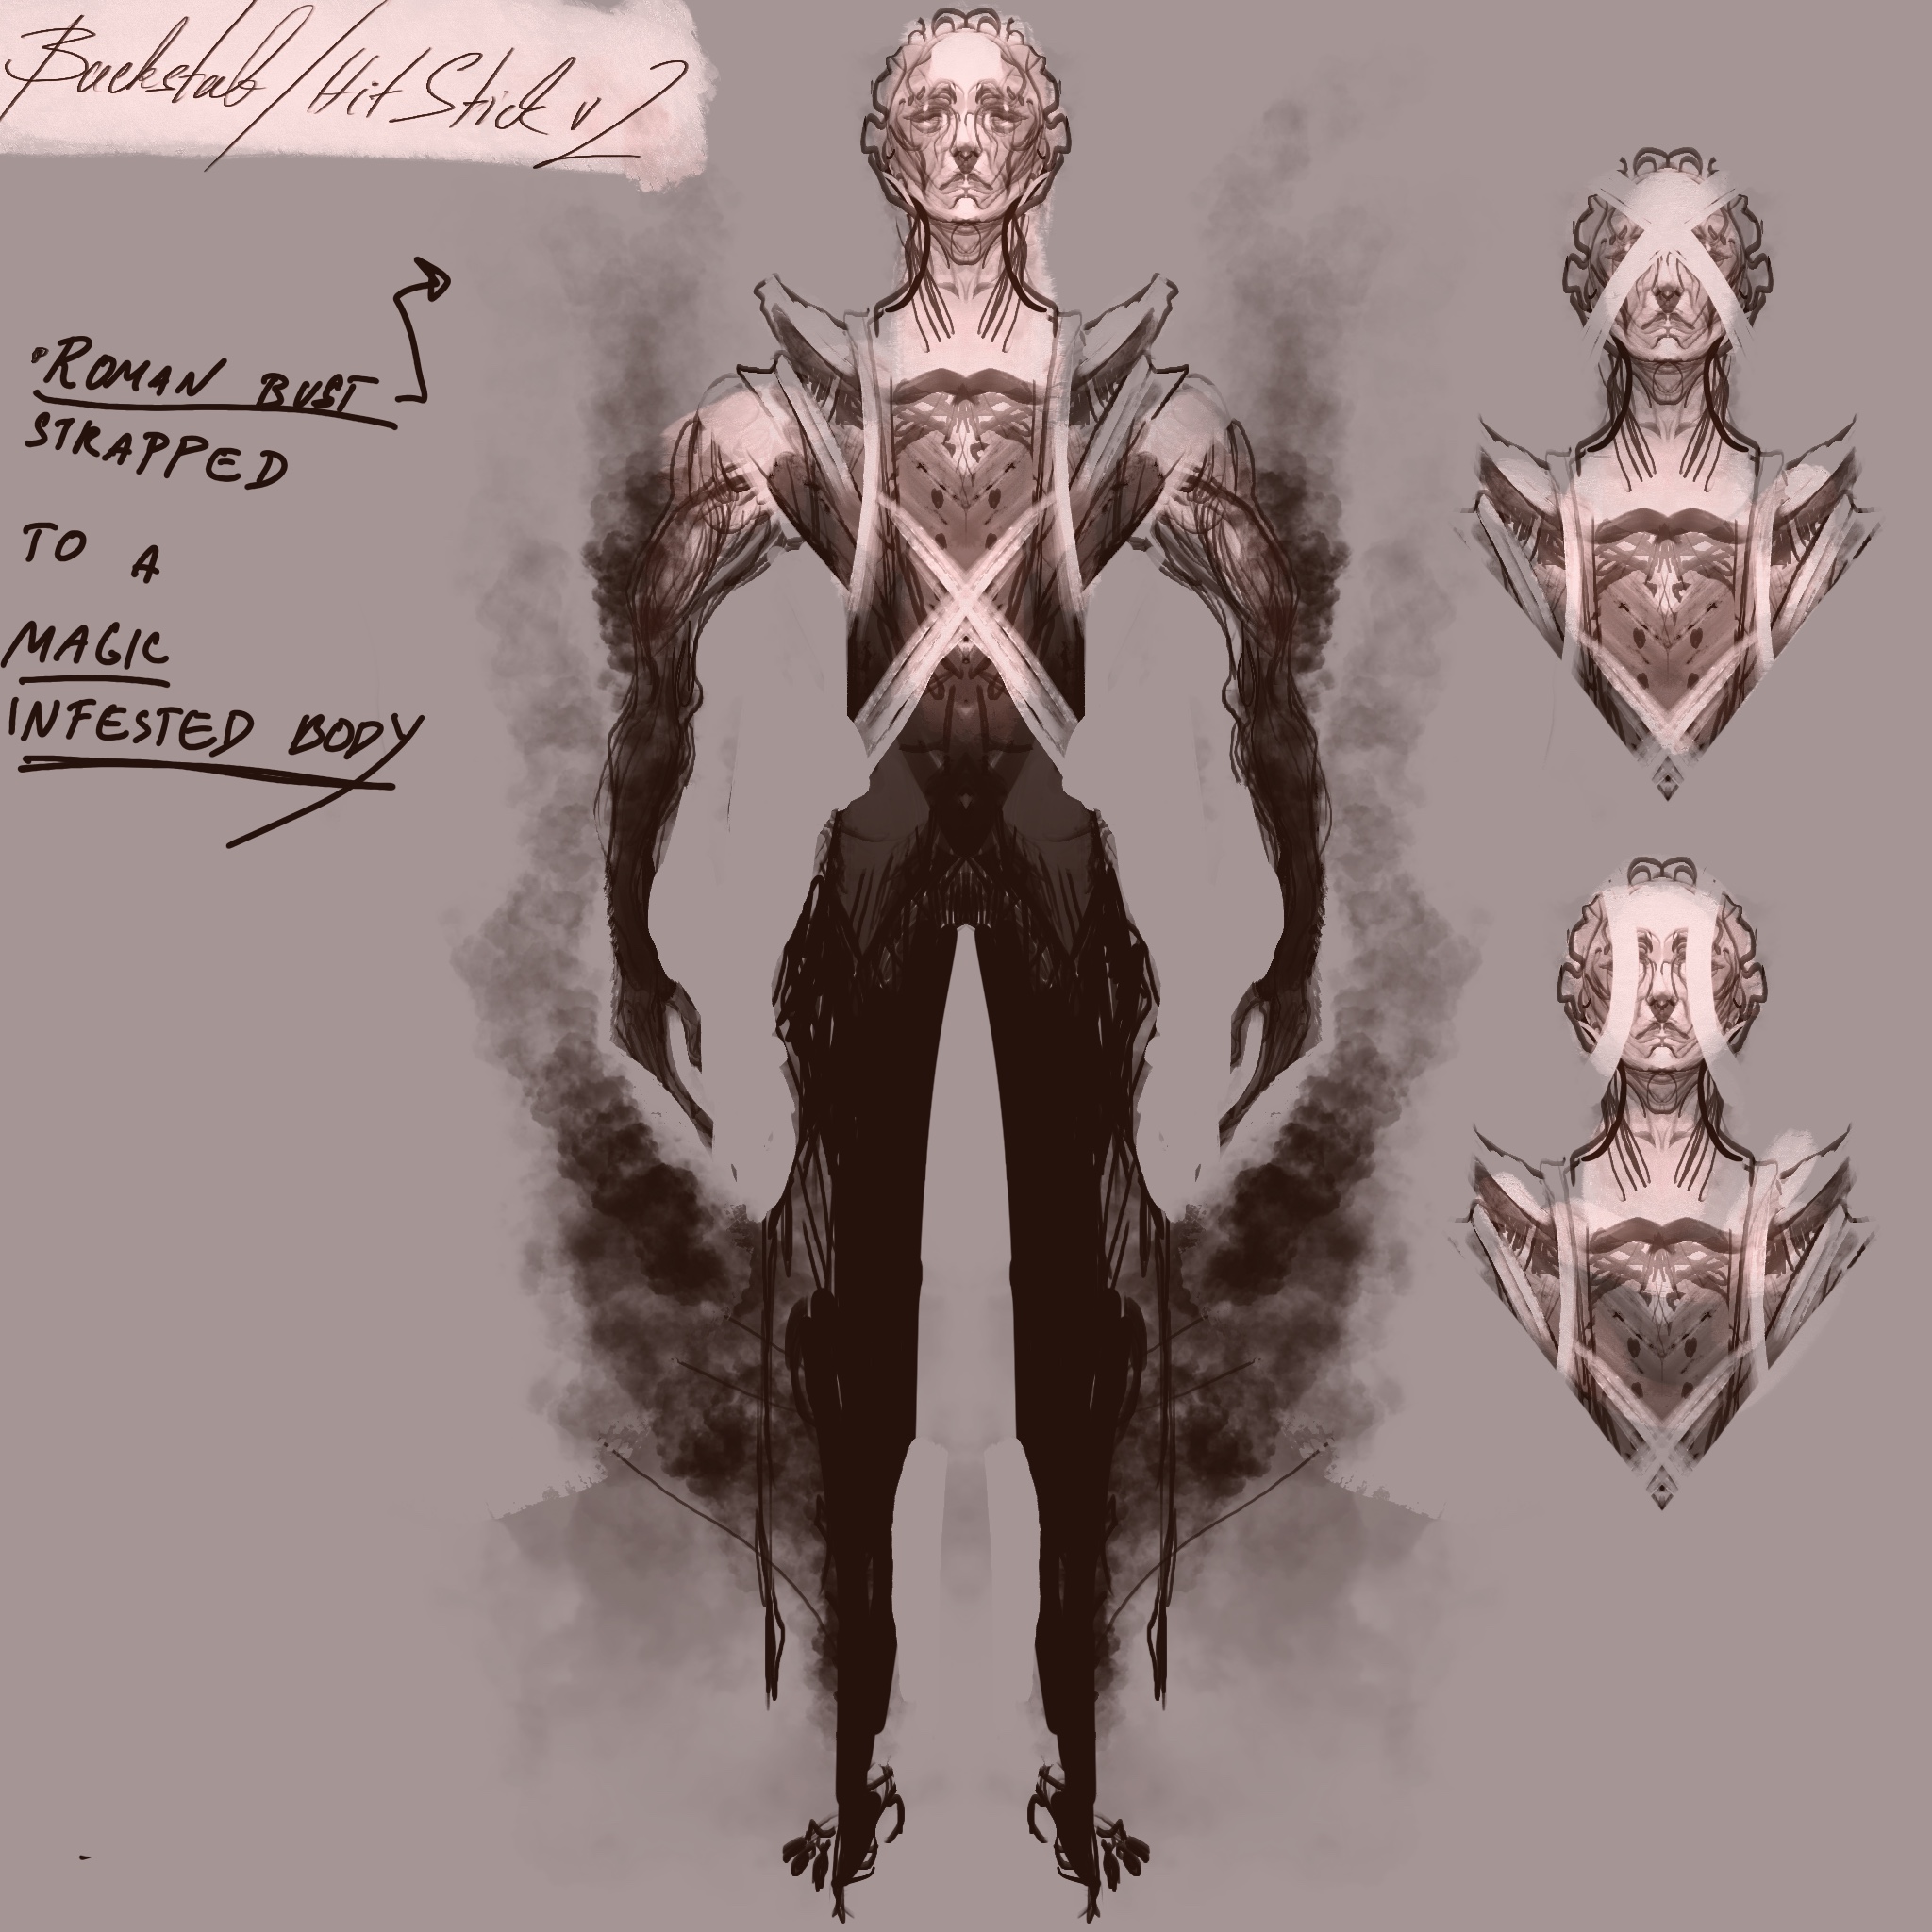 Backstab/Hit Stick v2
• ROMAN BUST
STRAPPED
TO A
MAGIC
INFESTED BODY